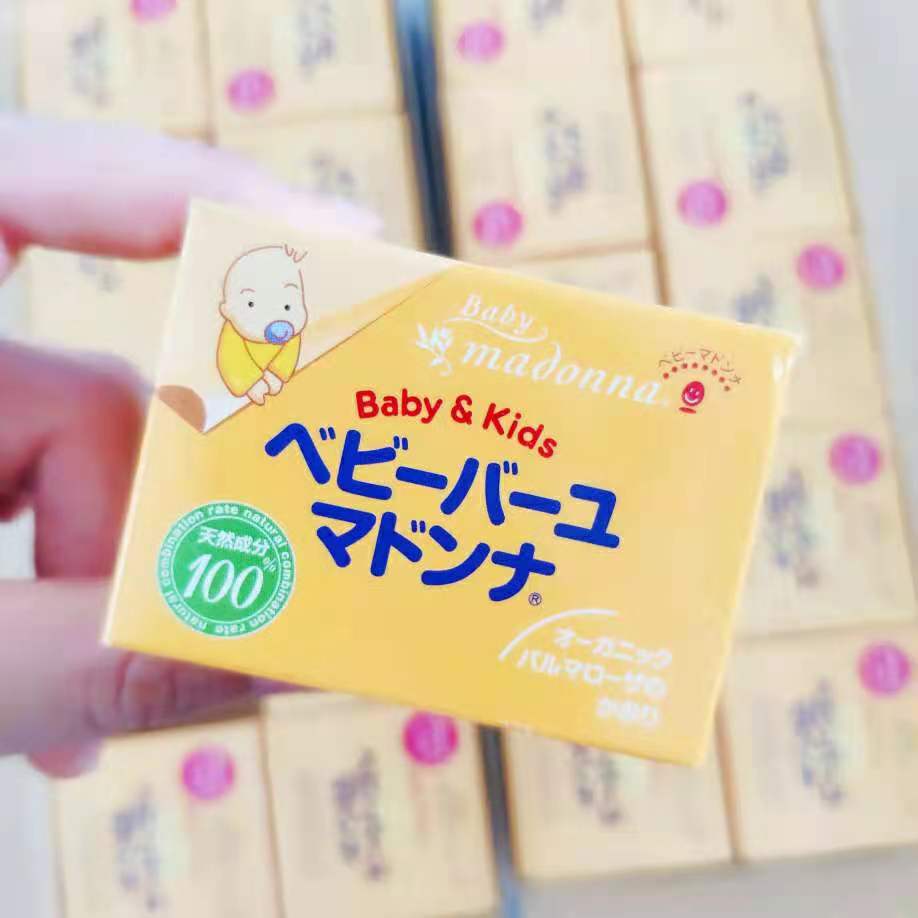 Baby
madonna®
ベビーマドンナ
Baby & Kids
ベビーバーユ
マドンナ®
combination rate natural combination rate natural
天然成分
100%
オーガニック
パルマローザの
かおり